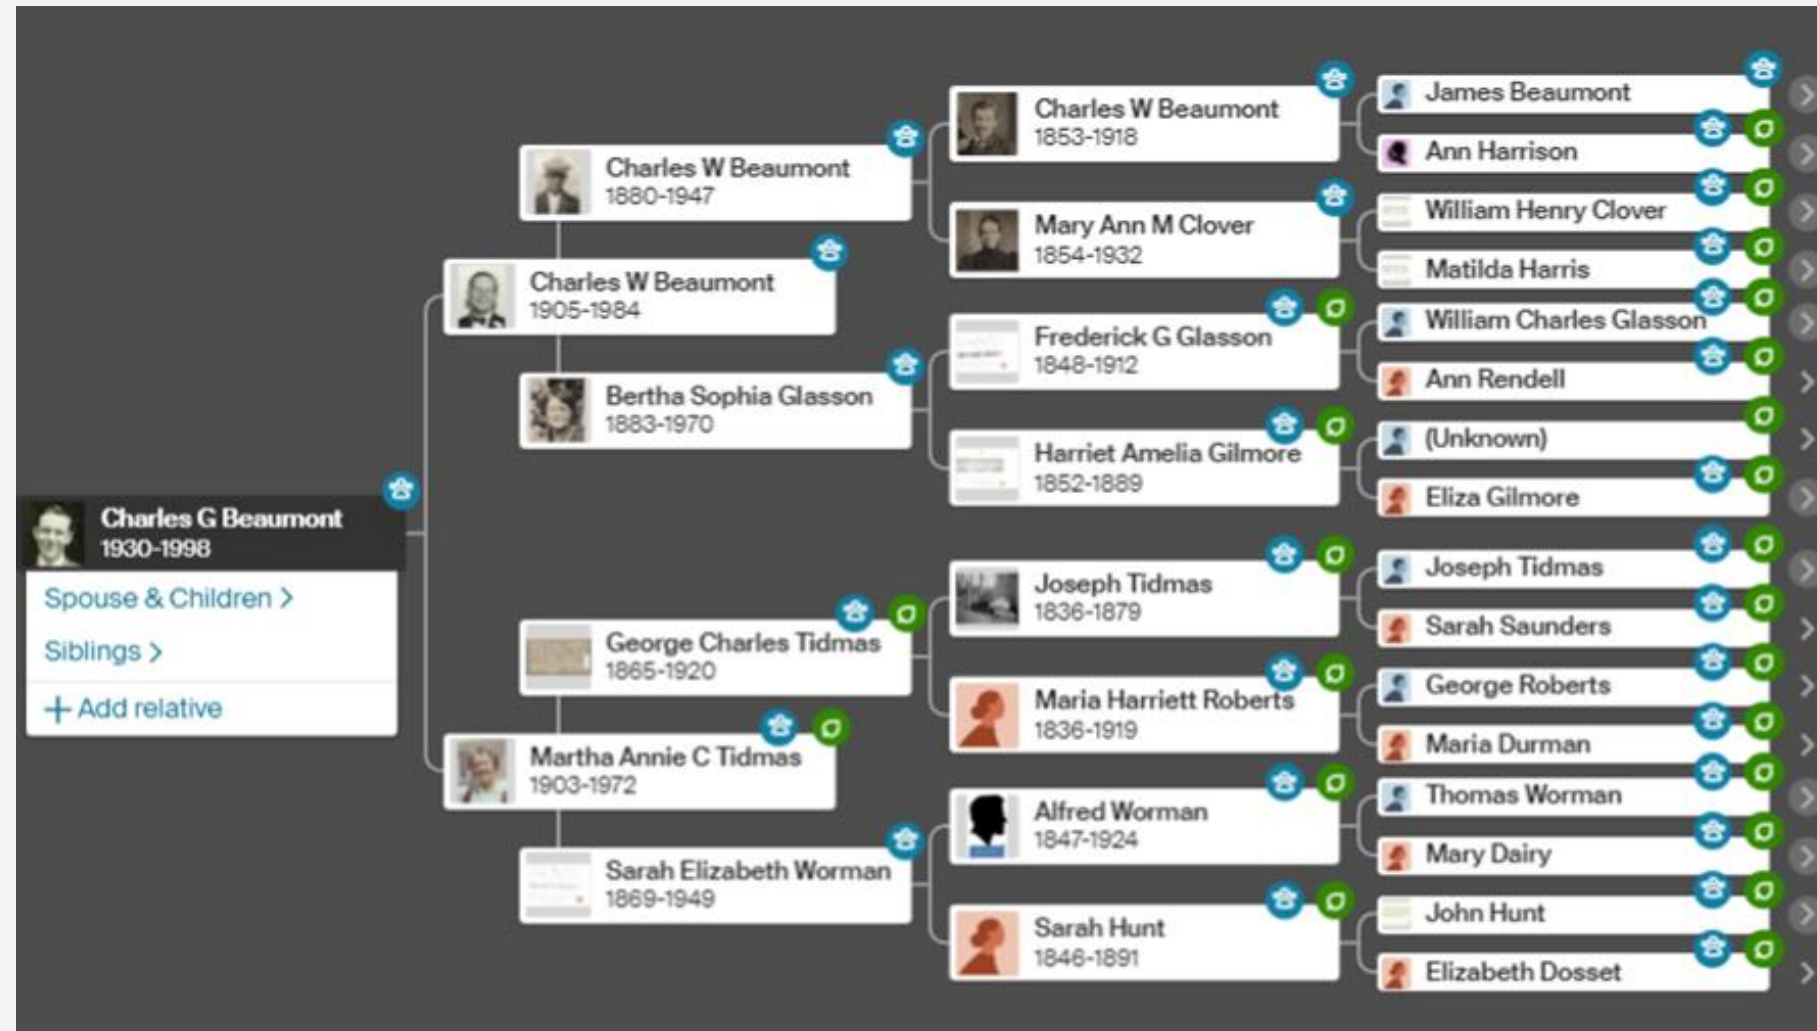 Charles G Beaumont
1930-1998
Spouse & Children >
Siblings >
+ Add relative
Charles W Beaumont
1905-1984
Martha Annie C Tidmas
1903-1972
Charles W Beaumont
1880-1947
Bertha Sophia Glasson
1883-1970
George Charles Tidmas
1865-1920
Sarah Elizabeth Worman
1869-1949
Charles W Beaumont
1853-1918
Mary Ann M Clover
1854-1932
Frederick G Glasson
1848-1912
Harriet Amelia Gilmore
1852-1889
Joseph Tidmas
1836-1879
Maria Harriett Roberts
1836-1919
Alfred Worman
1847-1924
Sarah Hunt
1846-1891
James Beaumont
Ann Harrison
William Henry Clover
Matilda Harris
William Charles Glasson
Ann Rendell
(Unknown)
Eliza Gilmore
Joseph Tidmas
Sarah Saunders
George Roberts
Maria Durman
Thomas Worman
Mary Dairy
John Hunt
Elizabeth Dosset